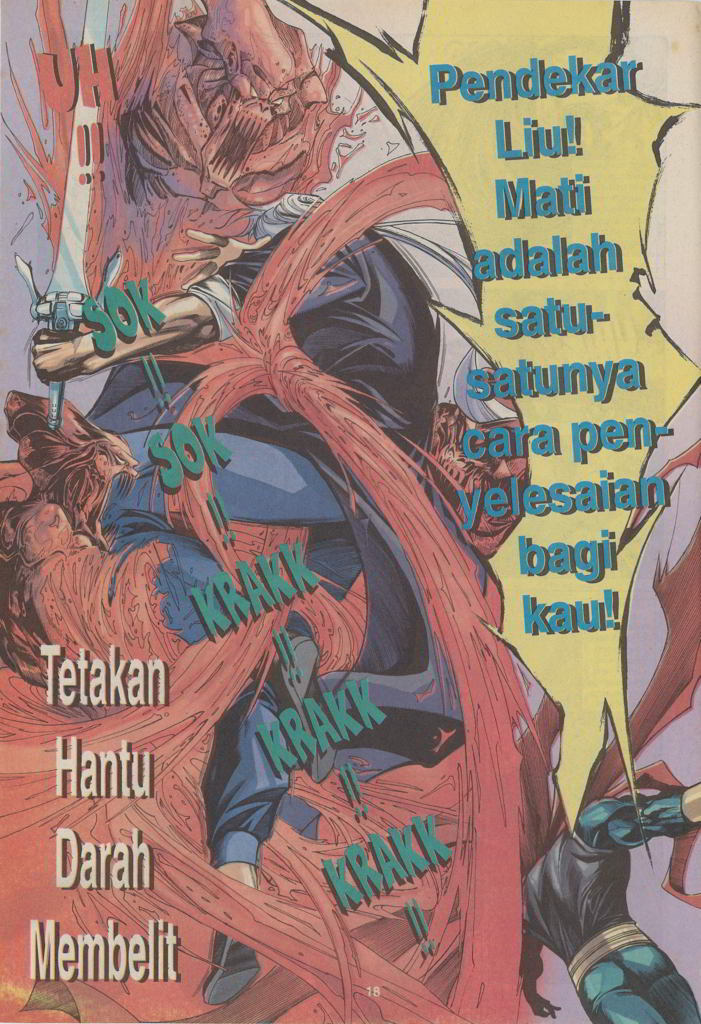 UH
!!
Pendekar
Liu!!
Mati
adalah
satu-
satunya
cara pen-
yelesaian
bagi
kau!!
SOK
!!
SOK
!!
KRAKK
!!
KRAKK
!!
KRAKK
!!
Tetakan
Hantu
Darah
Membelit
18